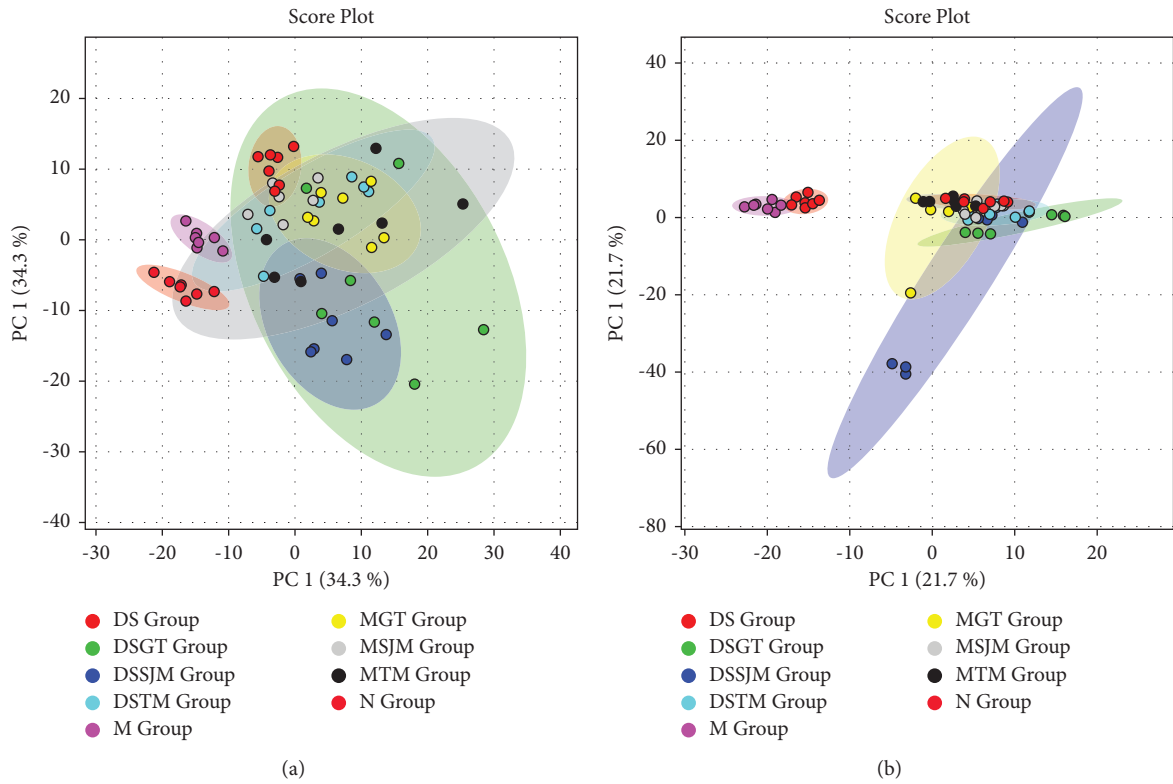 Score Plot
PC 1 (34.3 %)
20
10
0
-10
-20
-30
-40
-30
-20
-10
0
10
20
30
40
PC 1 (34.3 %)
DS Group
DSGT Group
DSSJM Group
DSTM Group
M Group
MGT Group
MSJM Group
MTM Group
N Group
(a)
Score Plot
PC 1 (21.7 %)
40
20
0
-20
-40
-60
-80
-30
-20
-10
0
10
20
PC 1 (21.7 %)
DS Group
DSGT Group
DSSJM Group
DSTM Group
M Group
MGT Group
MSJM Group
MTM Group
N Group
(b)